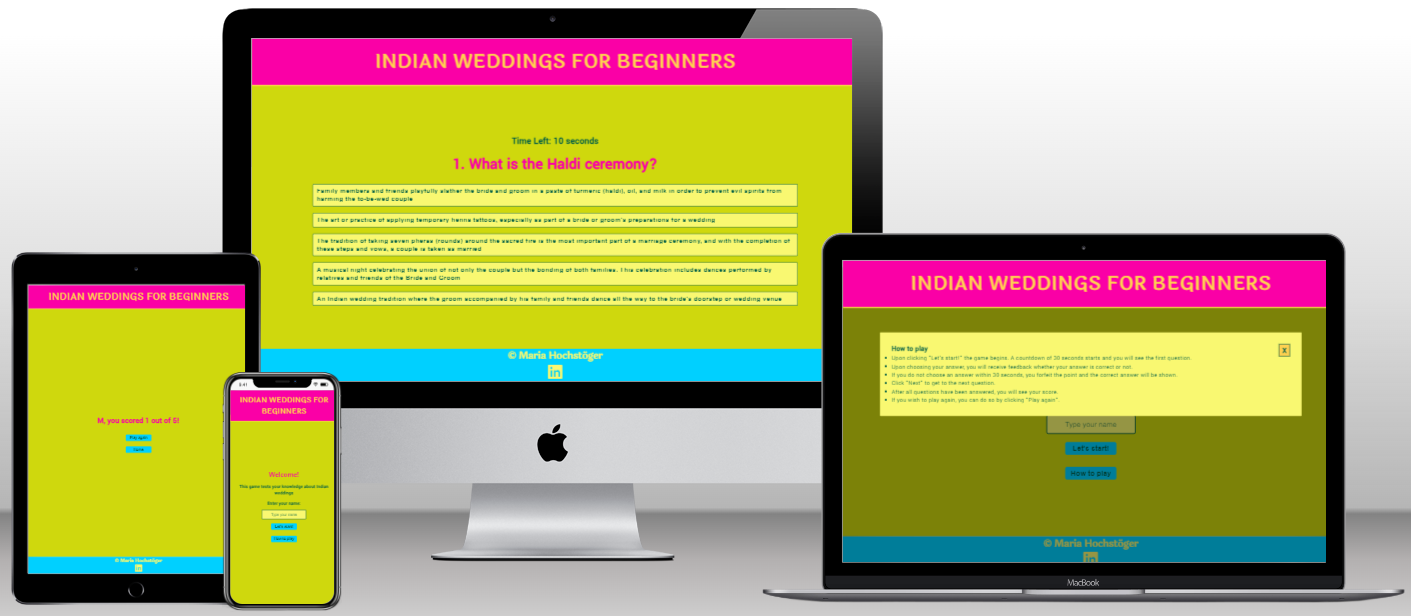 INDIAN WEDDINGS FOR BEGINNERS
Time Left: 10 seconds
1. What is the Haldi ceremony?
Family members and friends playfully slather the bride and groom in a paste of turmeric (haldi), oil, and milk in order to prevent evil spirits from
harming the to-be-wed couple
The art or practice of applying temporary henna tattoos, especially as part of a bride or groom's preparations for a wedding
The tradition of taking seven pheras (rounds) around the sacred fire is the most important part of a marriage ceremony, and with the completion of
these steps and vows, a couple is taken as married
A musical night celebrating the union of not only the couple but the bonding of both families. This celebration includes dances performed by
relatives and friends of the Bride and Groom
An Indian wedding tradition where the groom accompanied by his family and friends dance all the way to the bride's doorstep or wedding venue
© Maria Hochstöger
in
INDIAN WEDDINGS FOR BEGINNERS
M, you scored 1 out of 5!
Play again
Home
© Maria Hochstöger
in
9:41
INDIAN WEDDINGS FOR
BEGINNERS
Welcome!
This game tests your knowledge about Indian
weddings
Enter your name
Type your name
Let's start!
How to play
INDIAN WEDDINGS FOR BEGINNERS
How to play
X
Upon clicking "Let's start!" the game begins. A countdown of 30 seconds starts and you will see the first question.
Upon choosing your answer, you will receive feedback whether your answer is correct or not.
If you do not choose an answer within 30 seconds, you forfeit the point and the correct answer will be shown.
Click "Next" to get to the next question.
After all questions have been answered, you will see your score.
If you wish to play again, you can do so by clicking "Play again".
Type your name
Let's start!
How to play
© Maria Hochstöger
in
MacBook